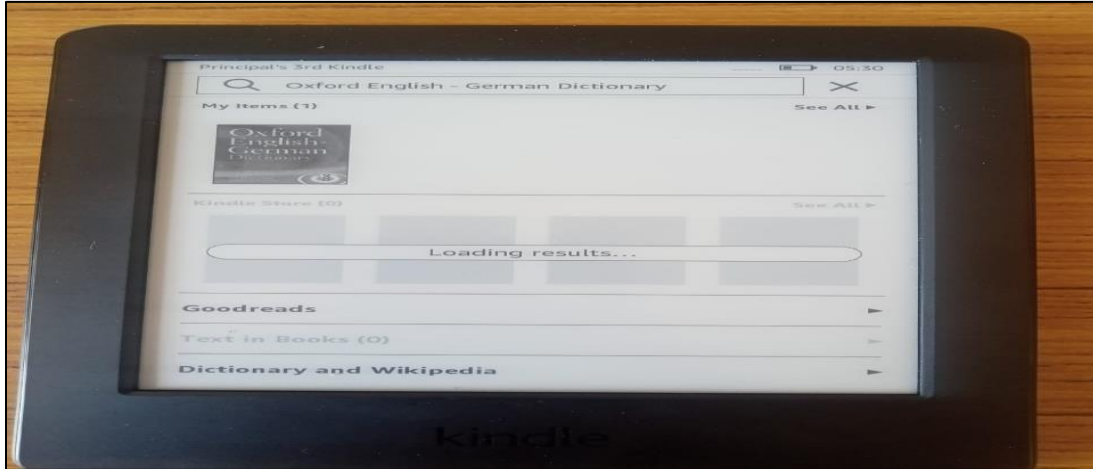 Principal's 3rd Kindle 05:30
Oxford English - German Dictionary
My Items (1) See All
Oxford
English-
German
Dictionary
Kindle Store (0) See All
Loading results...
Goodreads
Text in Books (0)
Dictionary and Wikipedia
kindle